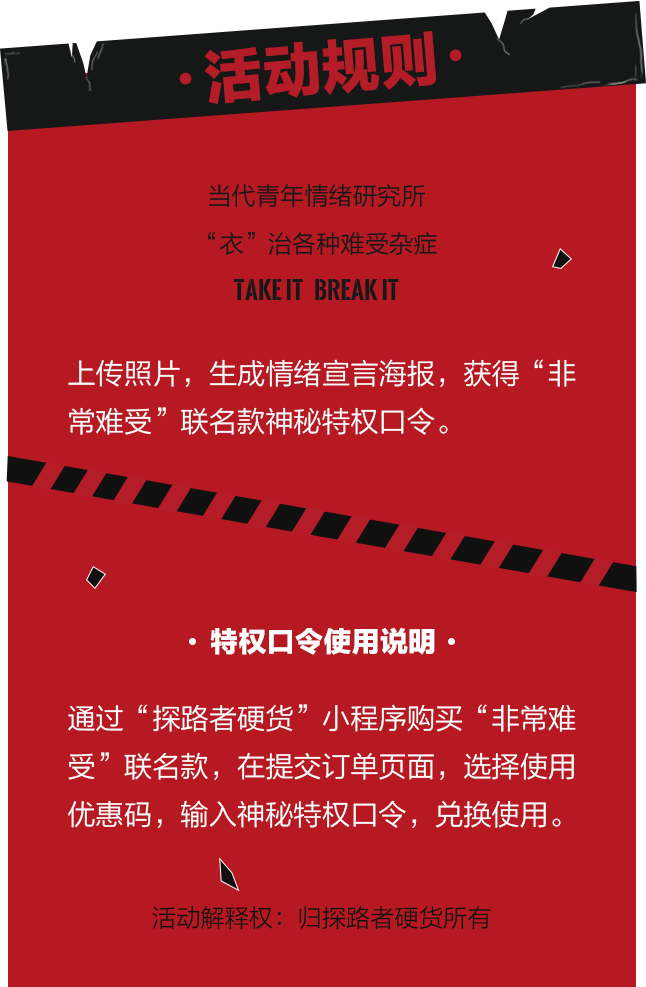 ·活动规则·
当代青年情绪研究所
“衣”治各种难受杂症
TAKE IT BREAK IT
上传照片，生成情绪宣言海报，获得“非
常难受”联名款神秘特权口令。
·特权口令使用说明·
通过“探路者硬货”小程序购买“非常难
受”联名款，在提交订单页面，选择使用
优惠码，输入神秘特权口令，兑换使用。
活动解释权：归探路者硬货所有